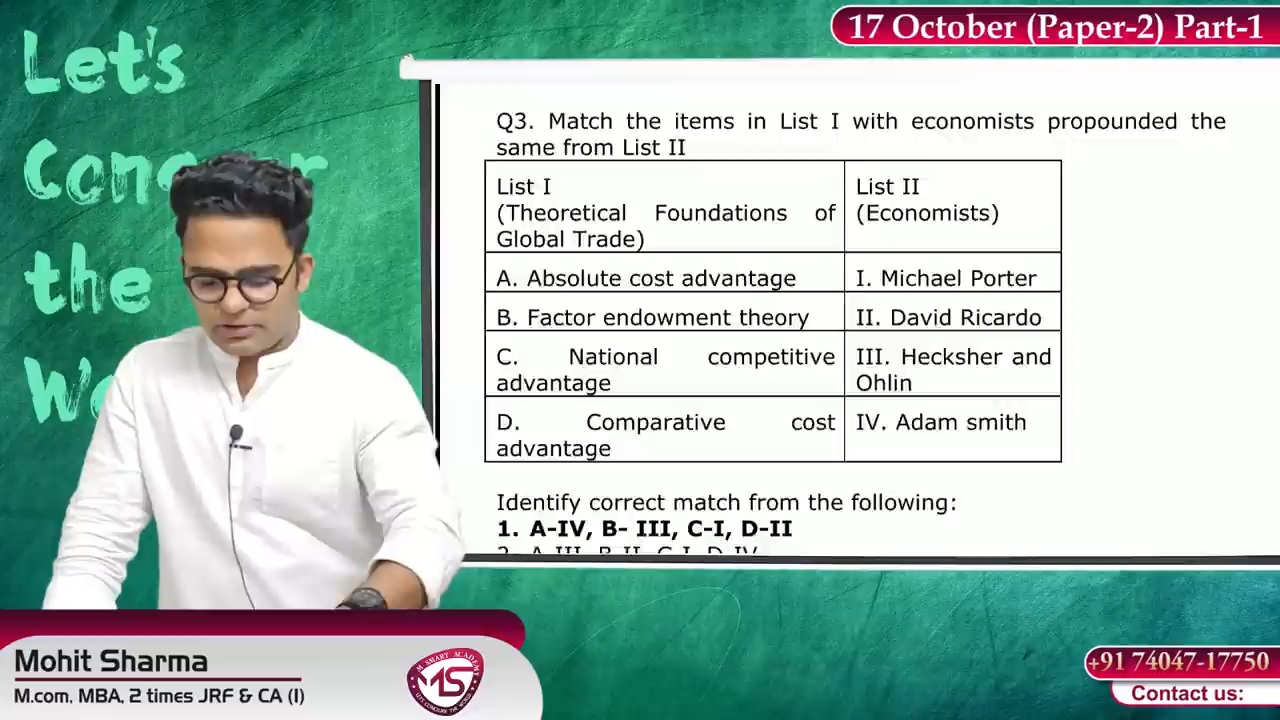 17 October (Paper-2) Part-1
Let's
the
Q3. Match the items in List I with economists propounded the
same from List II
List I
(Theoretical Foundations of
Global Trade)
List II
(Economists)
A. Absolute cost advantage
I. Michael Porter
B. Factor endowment theory
II. David Ricardo
C. National competitive
advantage
III. Hecksher and
Ohlin
D. Comparative cost
advantage
IV. Adam smith
Identify correct match from the following:
1. A-IV, B- III, C-I, D-II
Mohit Sharma
M.com, MBA, 2 times JRF & CA (I)
M SMART ACADEMY
MS
+91 74047-17750
Contact us: